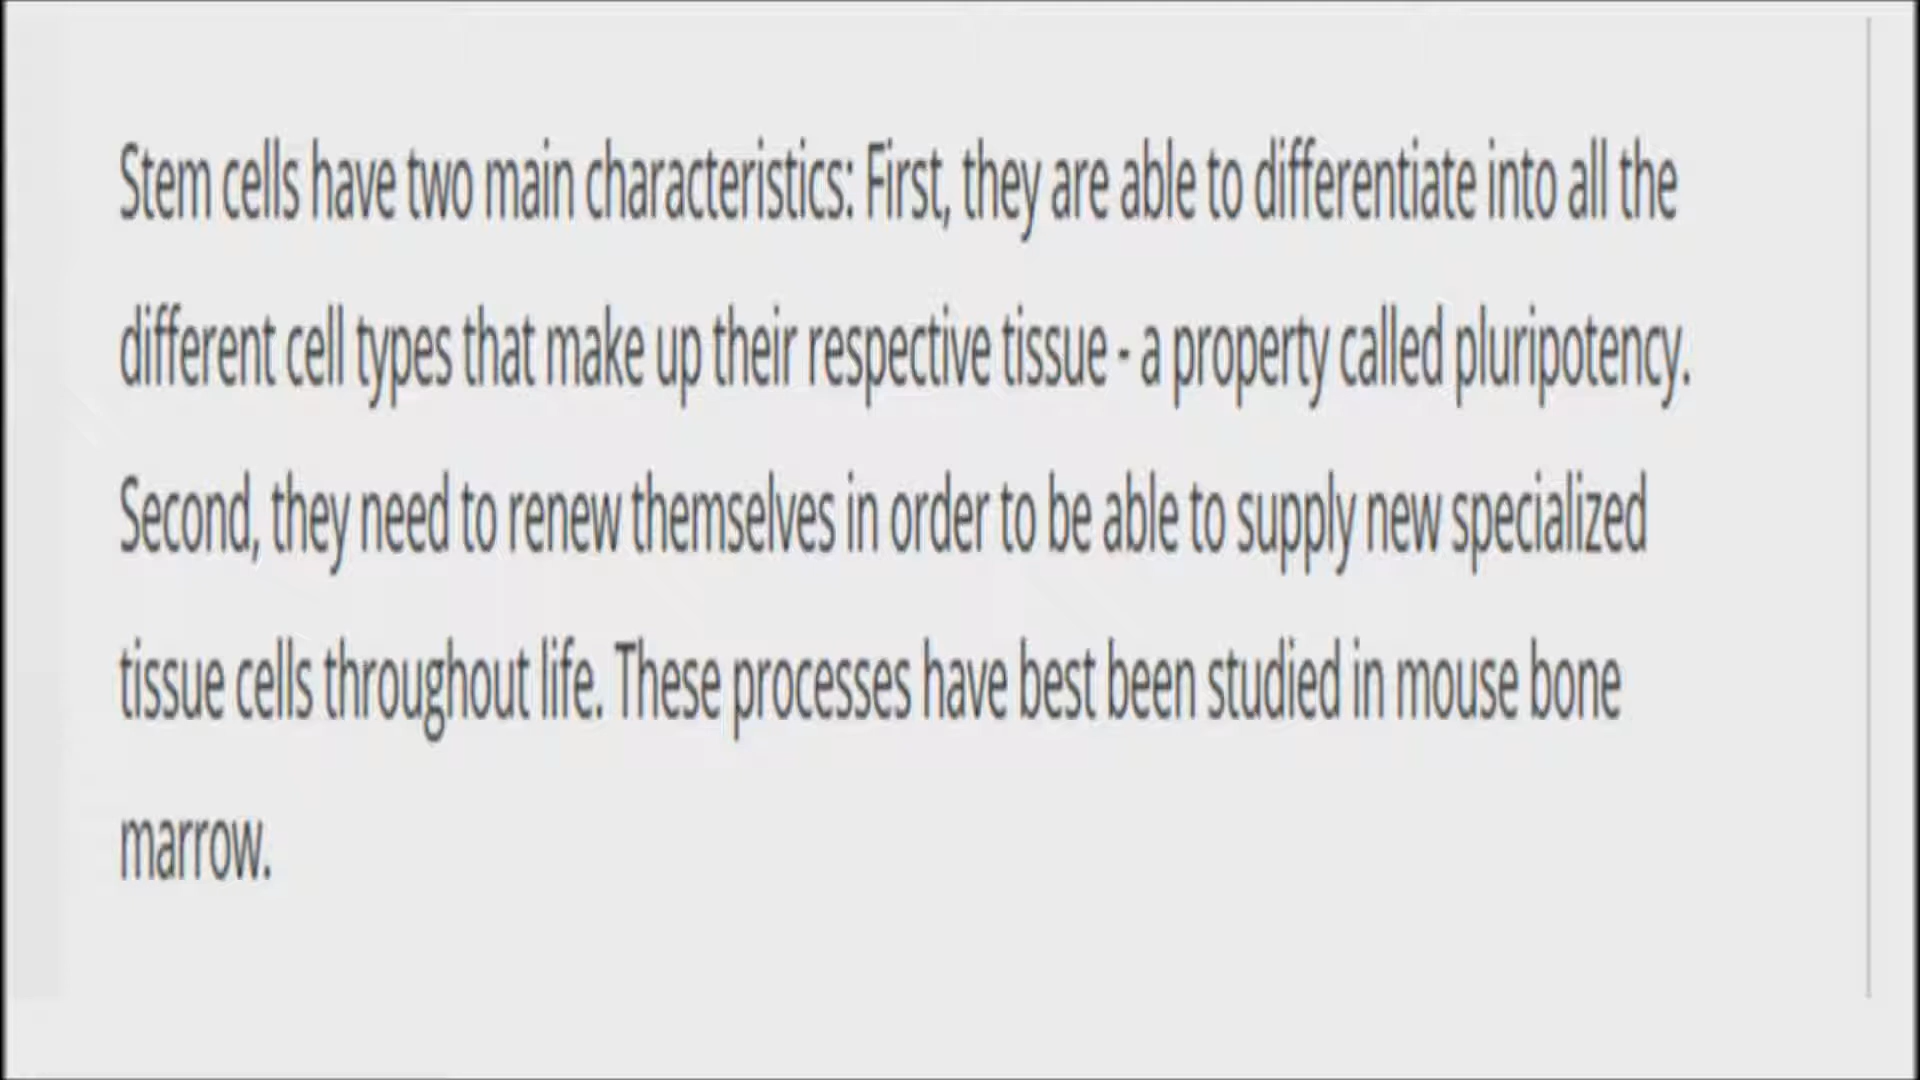 Stem cells have two main characteristics: First, they are able to differentiate into all the
different cell types that make up their respective tissue - a property called pluripotency.
Second, they need to renew themselves in order to be able to supply new specialized
tissue cells throughout life. These processes have best been studied in mouse bone
marrow.